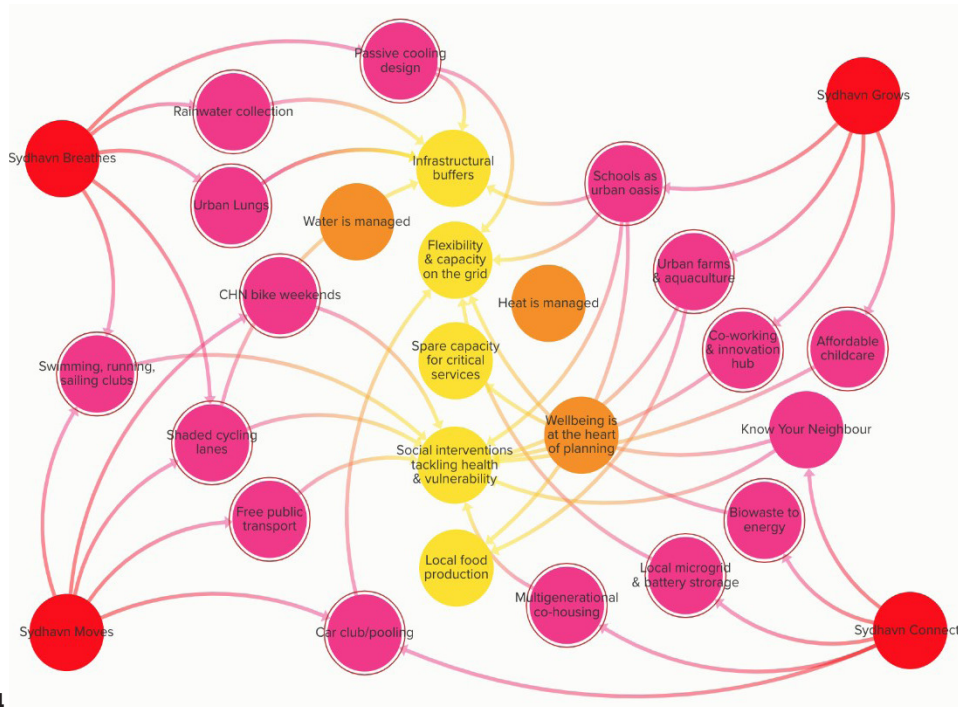 Passive cooling
design
Sydhavn Grows
Rainwater collection
Sydhavn Breathes
Infrastructural
buffers
Schools as
urban oasis
Urban Lungs
Water is managed
Flexibility
& capacity
on the grid
Urban farms
& aquaculture
CHN bike weekends
Heat is managed
Co-working
& innovation
hub
Affordable
childcare
Spare capacity
for critical
services
Swimming, running,
sailing clubs
Wellbeing is
at the heart
of planning
Know Your Neighbour
Shaded cycling
lanes
Social interventions
tackling health
& vulnerability
Free public
transport
Biowaste to
energy
Local food
production
Local microgrid
& battery strorage
Multigenerational
co-housing
Sydhavn Moves
Car club/pooling
Sydhavn Connect